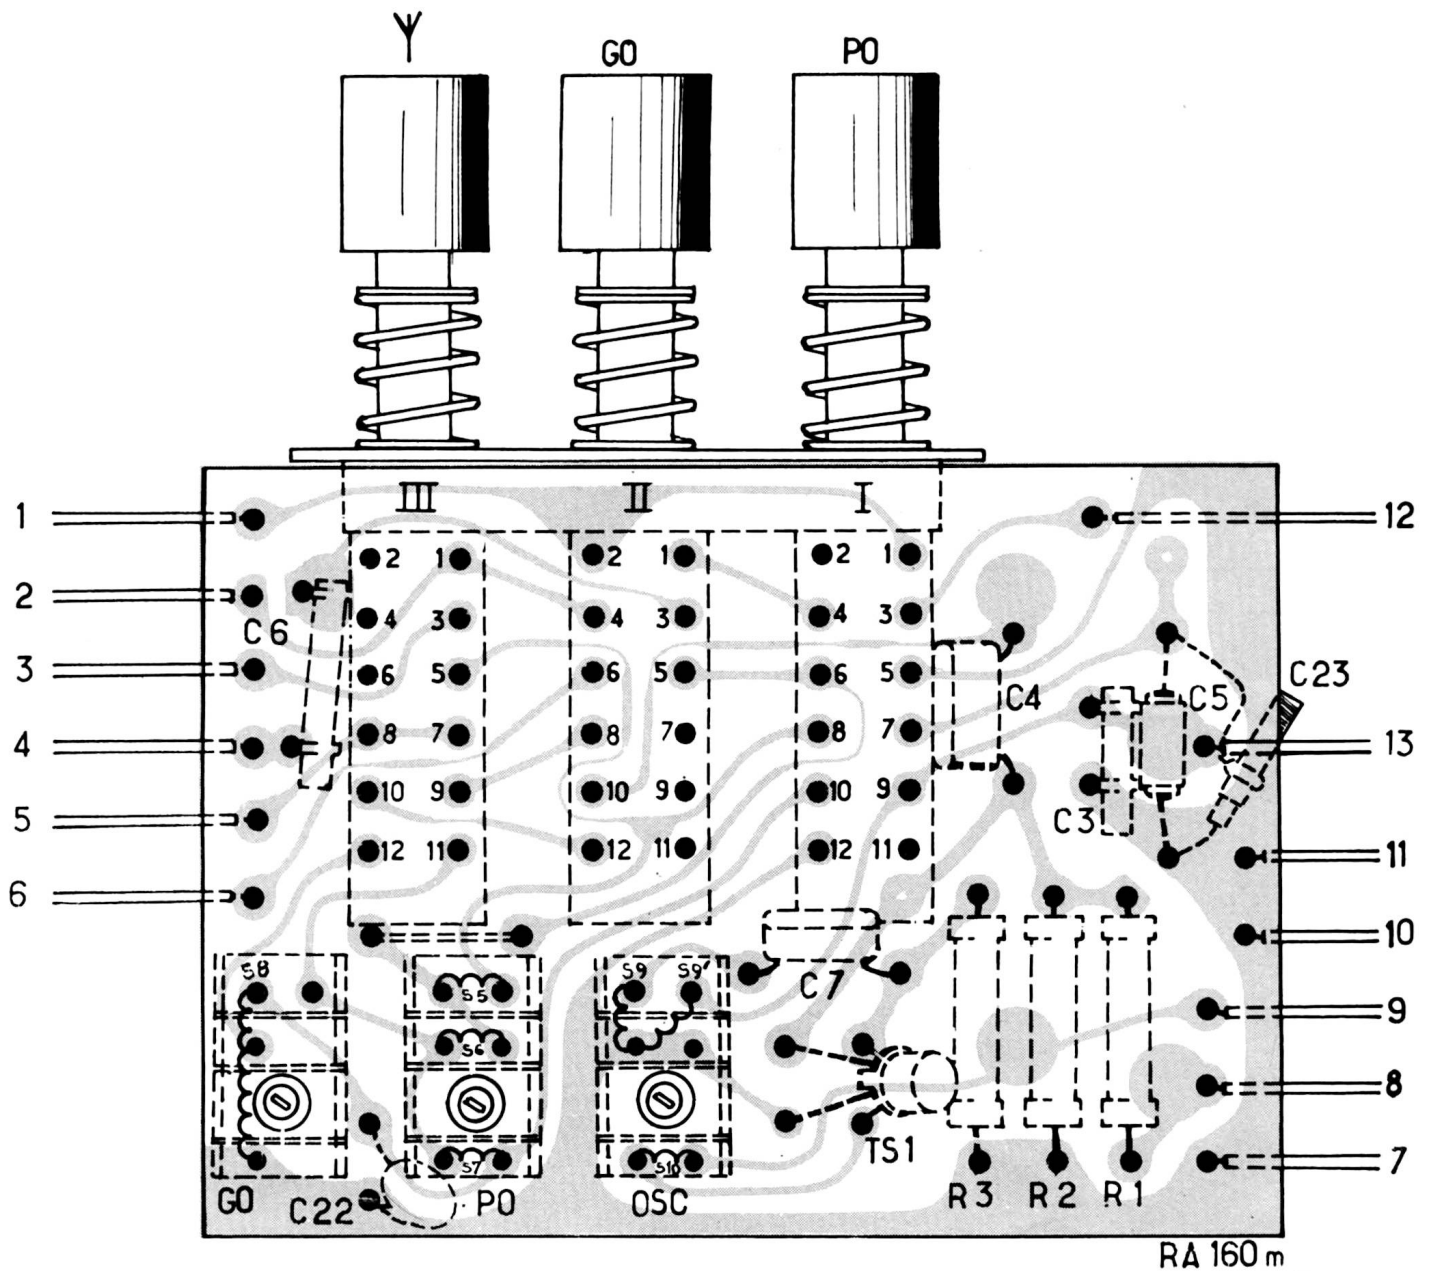 GO PO
III II I
1
2
3
4
5
6
12
13
11
10
9
8
7
2 1 2 1 2 1
4 3 4 3 4 3
6 5 6 5 6 5
8 7 8 7 8 7
10 9 10 9 10 9
12 11 12 11 12 11
C6
C4
C5
C23
C3
C7
S8
S5
S6
S7
S9 S9'
S10
TS1
GO
C22
PO
OSC
R3
R2
R1
RA 160 m